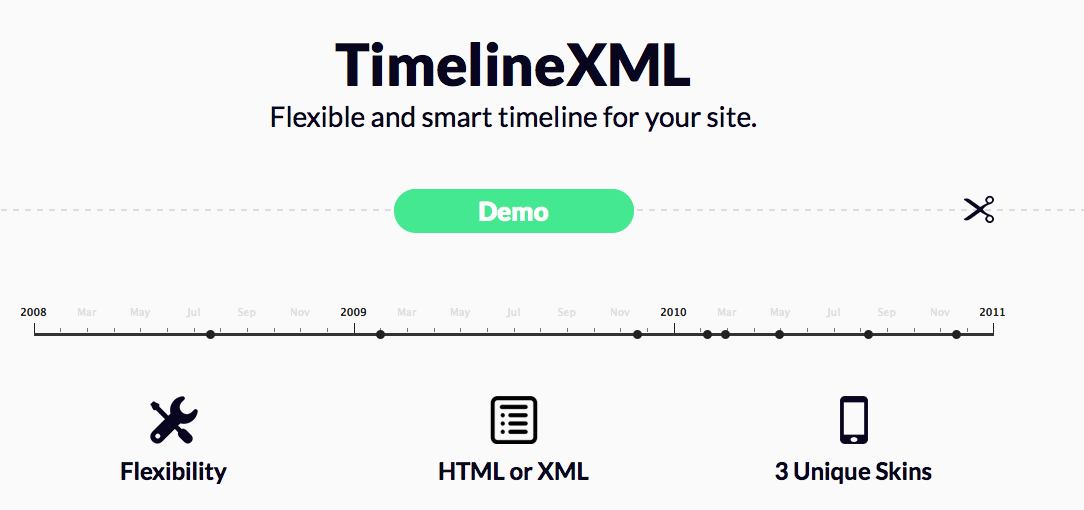 TimelineXML
Flexible and smart timeline for your site.
Demo
2008 Mar May Jul Sep Nov 2009 Mar May Jul Sep Nov 2010 Mar May Jul Sep Nov 2011
Flexibility HTML or XML 3 Unique Skins